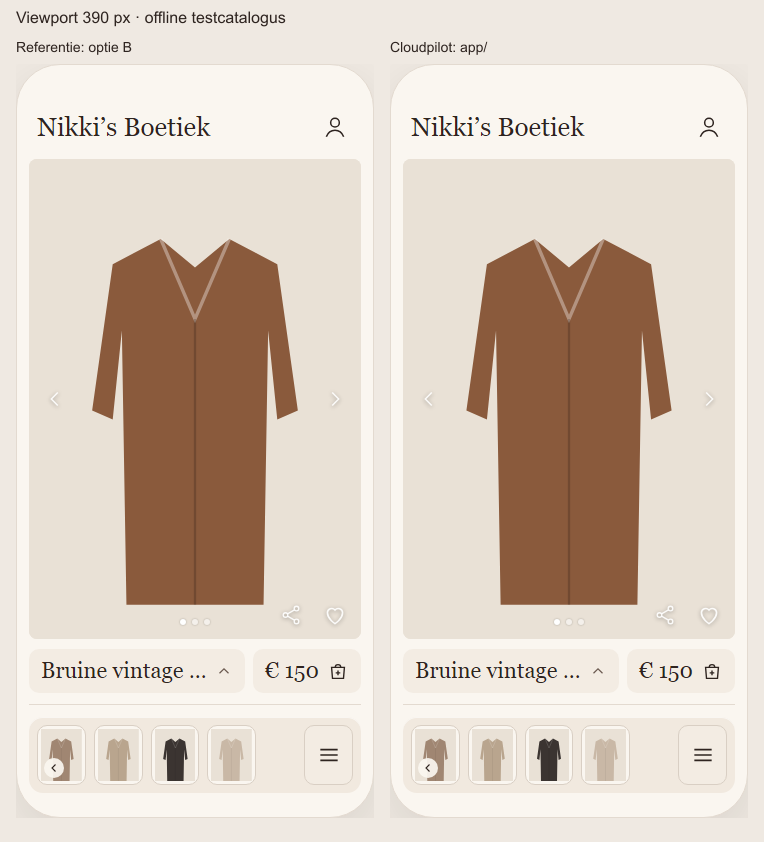 Viewport 390 px · offline testcatalogus
Referentie: optie B
Cloudpilot: app/
Nikki’s Boetiek
Nikki’s Boetiek
Bruine vintage ...
€ 150
Bruine vintage ...
€ 150